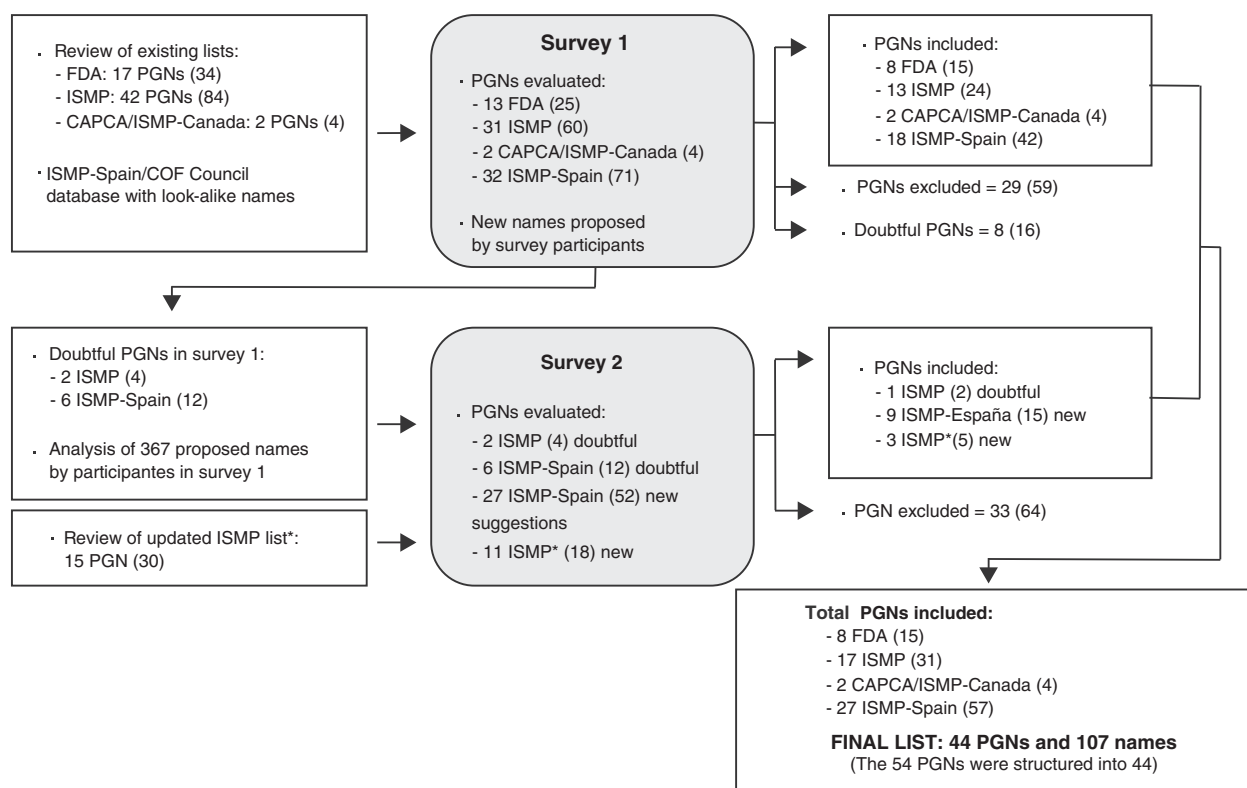 · Review of existing lists:
- FDA: 17 PGNs (34)
- ISMP: 42 PGNs (84)
- CAPCA/ISMP-Canada: 2 PGNs (4)
· ISMP-Spain/COF Council
database with look-alike names
Survey 1
· PGNs evaluated:
- 13 FDA (25)
- 31 ISMP (60)
- 2 CAPCA/ISMP-Canada (4)
- 32 ISMP-Spain (71)
· New names proposed
by survey participants
· PGNs included:
- 8 FDA (15)
- 13 ISMP (24)
- 2 CAPCA/ISMP-Canada (4)
- 18 ISMP-Spain (42)
· PGNs excluded = 29 (59)
· Doubtful PGNs = 8 (16)
· Doubtful PGNs in survey 1:
- 2 ISMP (4)
- 6 ISMP-Spain (12)
· Analysis of 367 proposed names
by participantes in survey 1
· Review of updated ISMP list*:
15 PGN (30)
Survey 2
· PGNs evaluated:
- 2 ISMP (4) doubtful
- 6 ISMP-Spain (12) doubtful
- 27 ISMP-Spain (52) new
suggestions
- 11 ISMP* (18) new
· PGNs included:
- 1 ISMP (2) doubtful
- 9 ISMP-España (15) new
- 3 ISMP*(5) new
· PGN excluded = 33 (64)
Total PGNs included:
- 8 FDA (15)
- 17 ISMP (31)
- 2 CAPCA/ISMP-Canada (4)
- 27 ISMP-Spain (57)
FINAL LIST: 44 PGNs and 107 names
(The 54 PGNs were structured into 44)